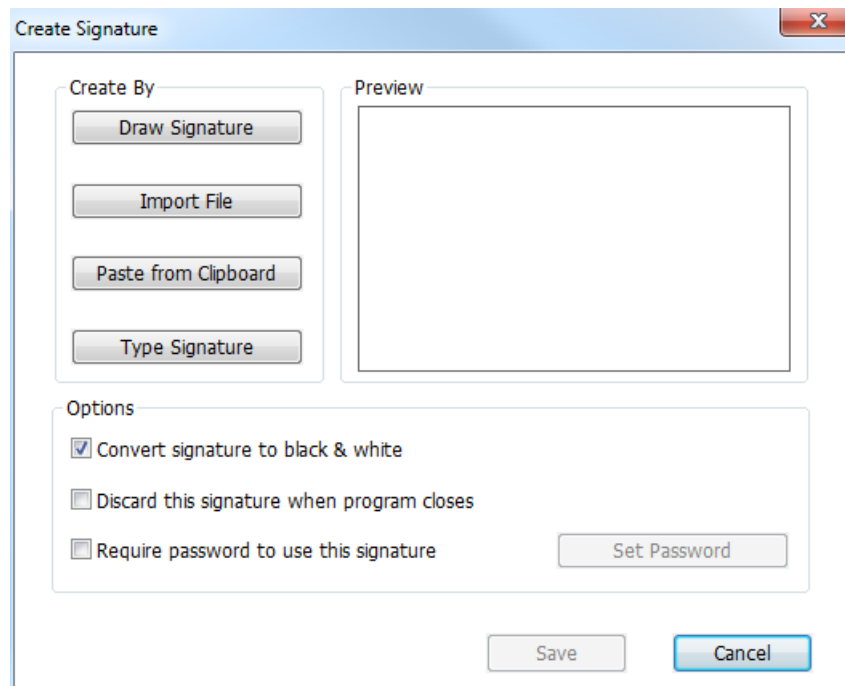 Create Signature
Create By
Preview
Draw Signature
Import File
Paste from Clipboard
Type Signature
Options
Convert signature to black & white
Discard this signature when program closes
Require password to use this signature
Set Password
Save
Cancel